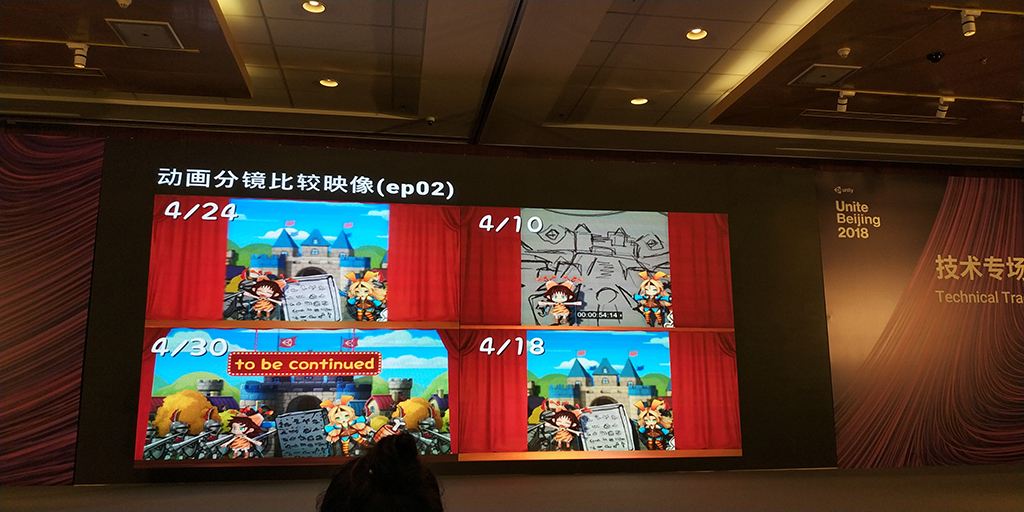 动画分镜比较映像(ep02)
4/24
4/10
00:00:54:14
4/30
to be continued
4/18
unity
Unite
Beijing
2018
技术专场
Technical Tra